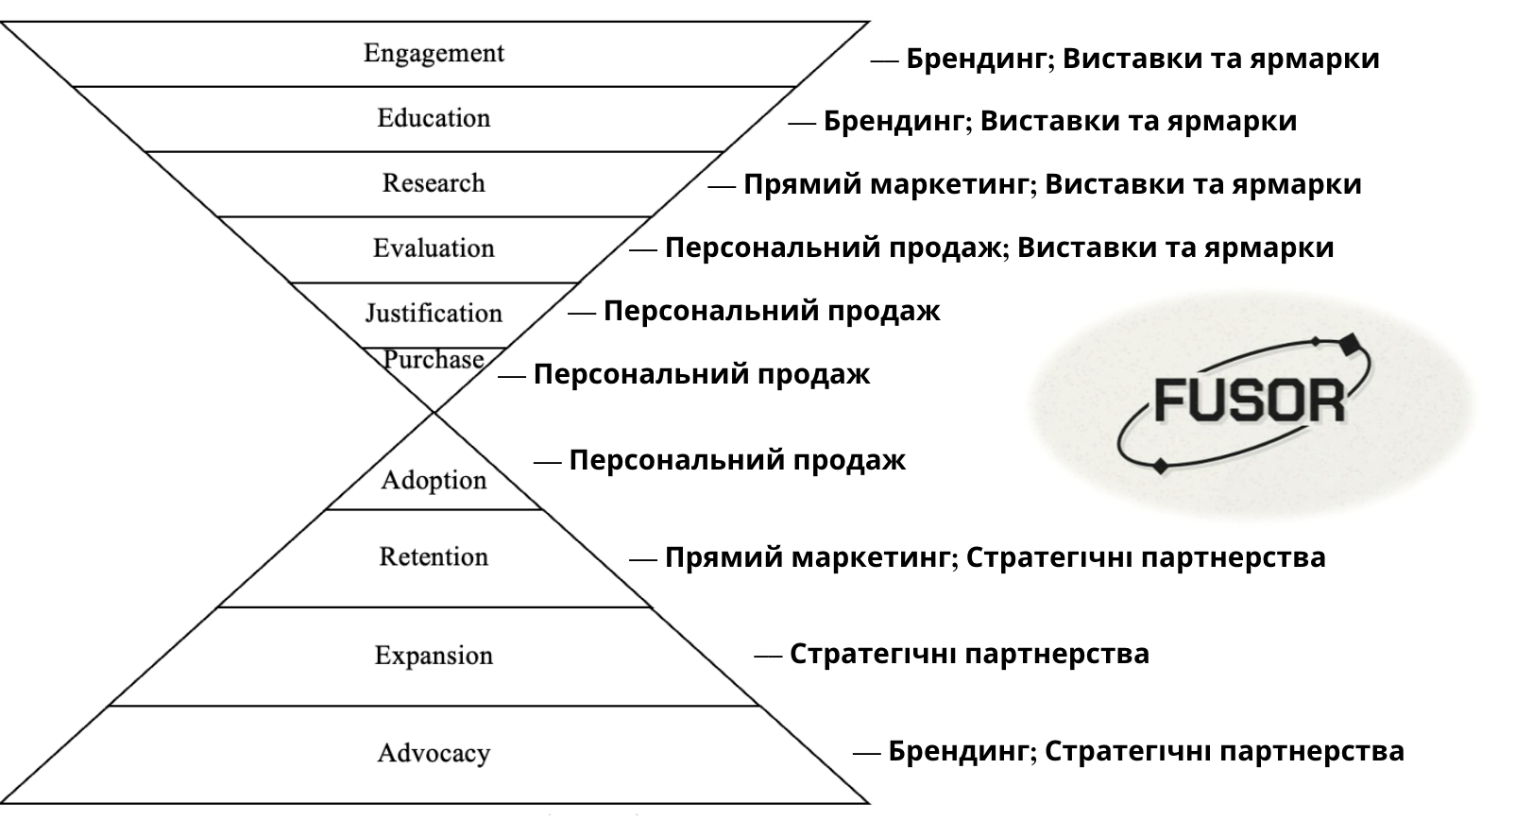 Engagement — Брендинг; Виставки та ярмарки
Education — Брендинг; Виставки та ярмарки
Research — Прямий маркетинг; Виставки та ярмарки
Evaluation — Персональний продаж; Виставки та ярмарки
Justification — Персональний продаж
Purchase — Персональний продаж
FUSOR
Adoption — Персональний продаж
Retention — Прямий маркетинг; Стратегічні партнерства
Expansion — Стратегічні партнерства
Advocacy — Брендинг; Стратегічні партнерства